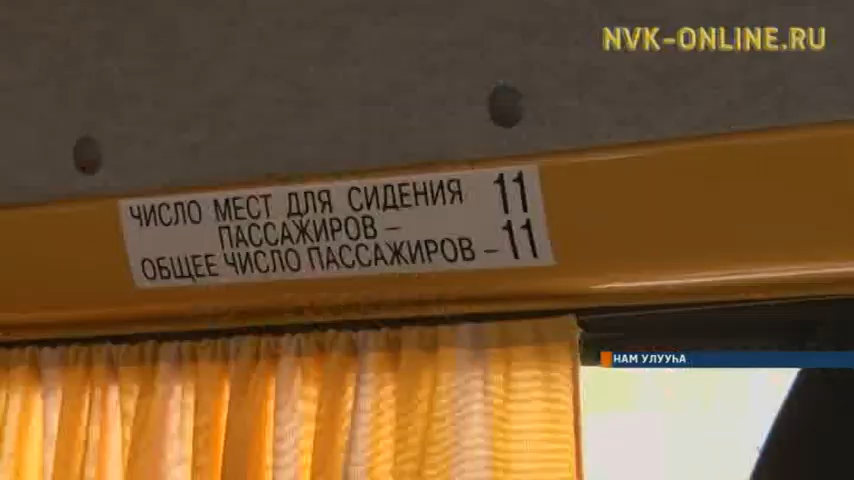 NVK-ONLINE.RU
ЧИСЛО МЕСТ ДЛЯ СИДЕНИЯ 11
ПАССАЖИРОВ –
ОБЩЕЕ ЧИСЛО ПАССАЖИРОВ – 11
НАМ УЛУУҺА